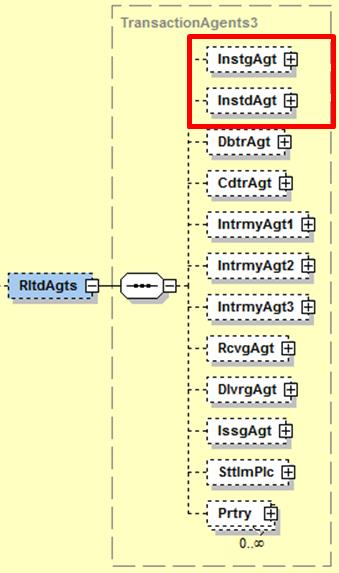 TransactionAgents3
InstgAgt
InstdAgt
DbtrAgt
CdtrAgt
IntrmyAgt1
IntrmyAgt2
RltdAgts
IntrmyAgt3
RcvgAgt
DlvrgAgt
IssgAgt
SttlmPlc
Prtry
0..∞